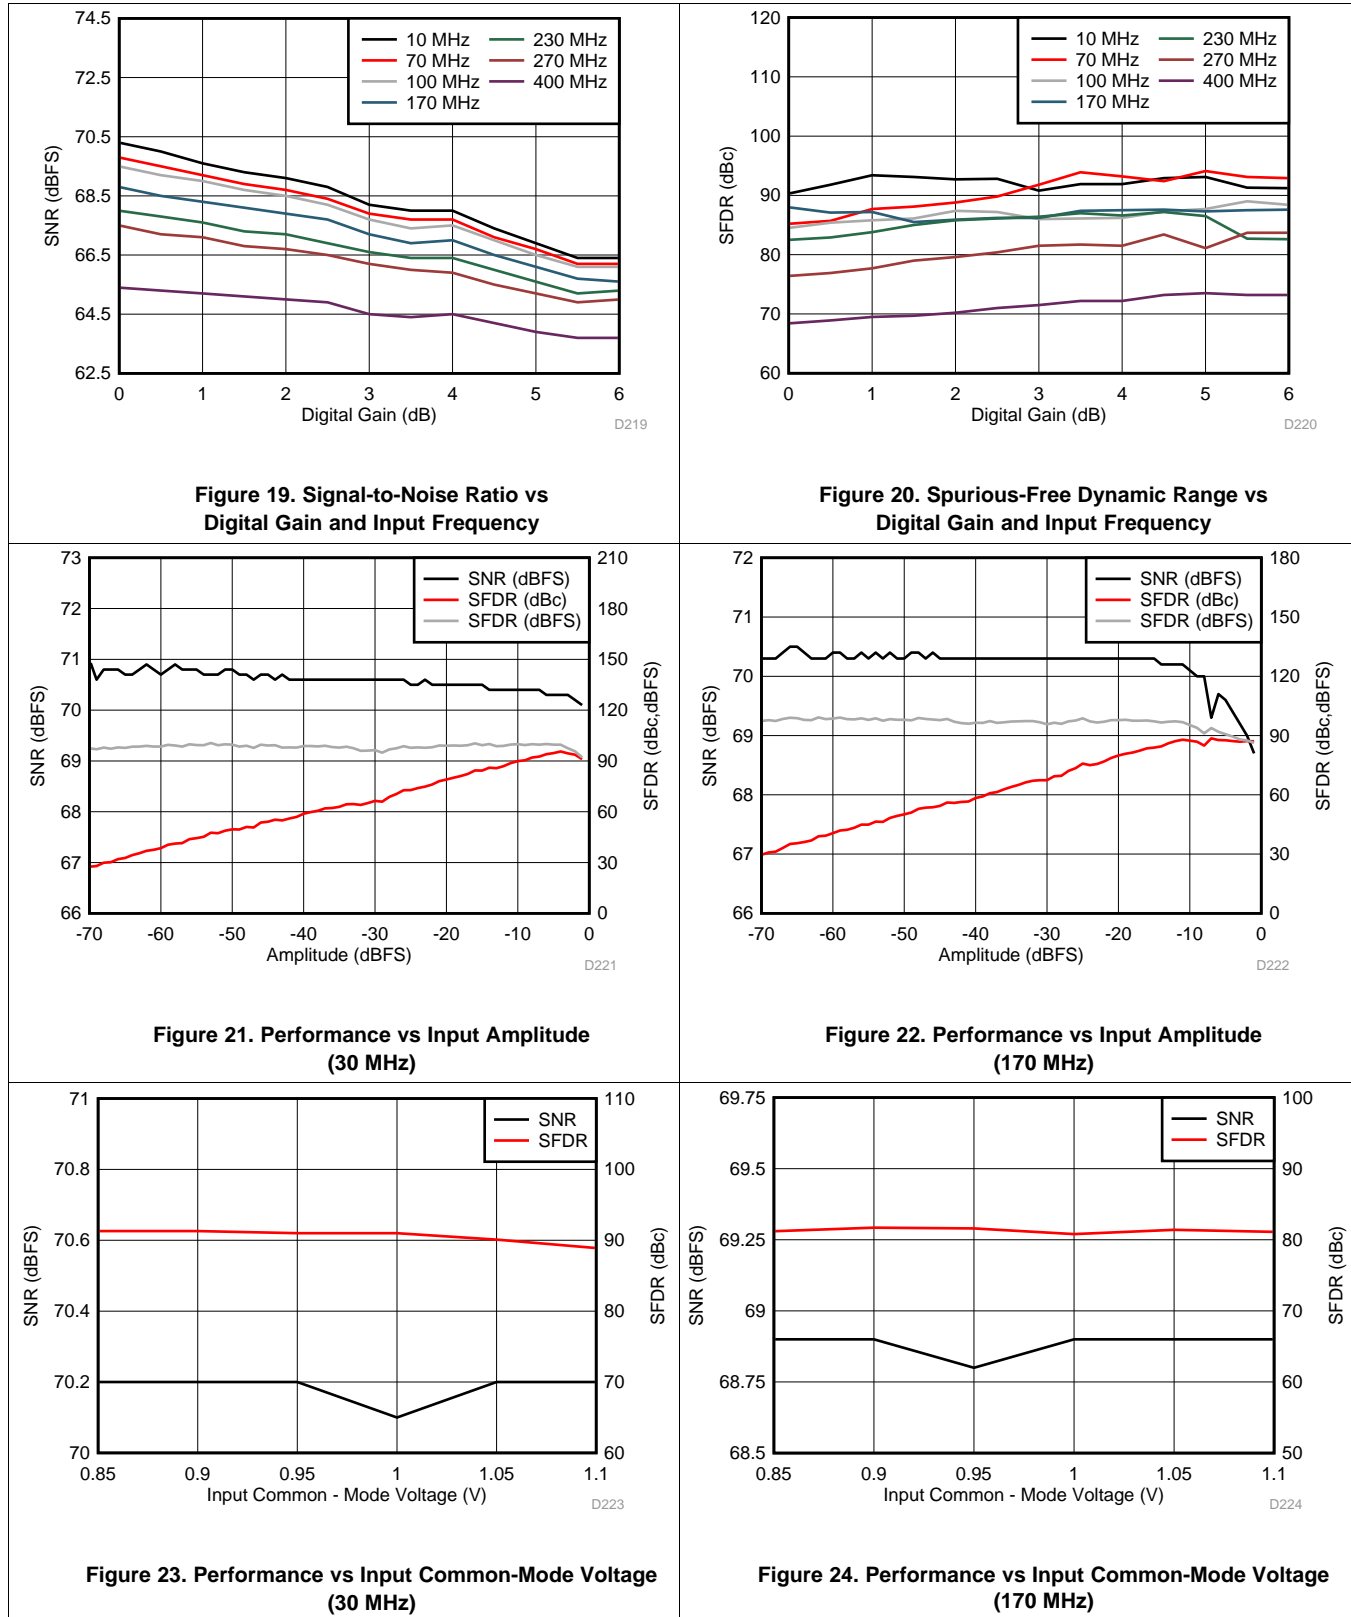 74.5
72.5
70.5
68.5
66.5
64.5
62.5
SNR (dBFS)
10 MHz
70 MHz
100 MHz
170 MHz
230 MHz
270 MHz
400 MHz
0 1 2 3 4 5 6
Digital Gain (dB)
D219
Figure 19. Signal-to-Noise Ratio vs
Digital Gain and Input Frequency
120
110
100
90
80
70
60
SFDR (dBc)
10 MHz
70 MHz
100 MHz
170 MHz
230 MHz
270 MHz
400 MHz
0 1 2 3 4 5 6
Digital Gain (dB)
D220
Figure 20. Spurious-Free Dynamic Range vs
Digital Gain and Input Frequency
73
72
71
70
69
68
67
66
SNR (dBFS)
SNR (dBFS)
SFDR (dBc)
SFDR (dBFS)
210
180
150
120
90
60
30
0
SFDR (dBc,dBFS)
-70 -60 -50 -40 -30 -20 -10 0
Amplitude (dBFS)
D221
Figure 21. Performance vs Input Amplitude
(30 MHz)
72
71
70
69
68
67
66
SNR (dBFS)
SNR (dBFS)
SFDR (dBc)
SFDR (dBFS)
180
150
120
90
60
30
0
SFDR (dBc,dBFS)
-70 -60 -50 -40 -30 -20 -10 0
Amplitude (dBFS)
D222
Figure 22. Performance vs Input Amplitude
(170 MHz)
71
70.8
70.6
70.4
70.2
70
SNR (dBFS)
SNR
SFDR
110
100
90
80
70
60
SFDR (dBc)
0.85 0.9 0.95 1 1.05 1.1
Input Common - Mode Voltage (V)
D223
Figure 23. Performance vs Input Common-Mode Voltage
(30 MHz)
69.75
69.5
69.25
69
68.75
68.5
SNR (dBFS)
SNR
SFDR
100
90
80
70
60
50
SFDR (dBc)
0.85 0.9 0.95 1 1.05 1.1
Input Common - Mode Voltage (V)
D224
Figure 24. Performance vs Input Common-Mode Voltage
(170 MHz)